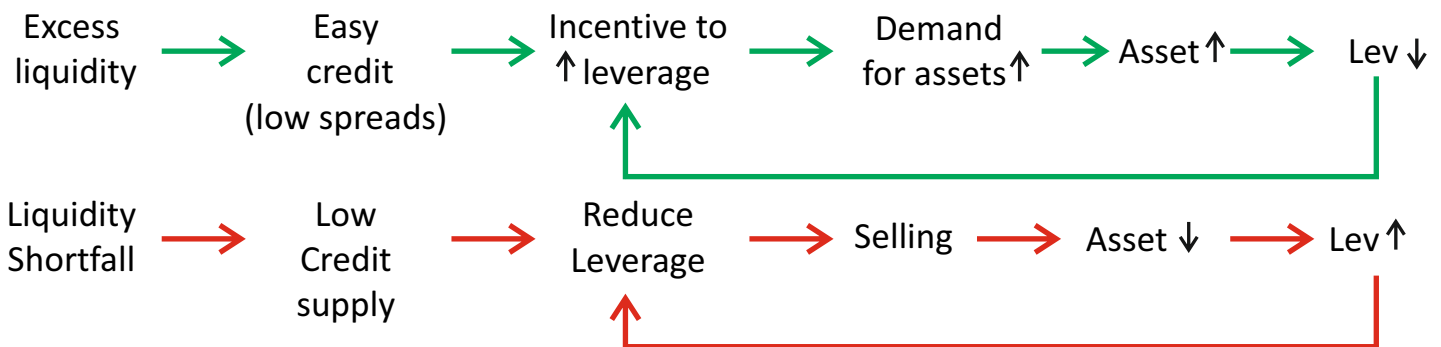 Excess
liquidity
Easy
credit
(low spreads)
Incentive to
↑ leverage
Demand
for assets ↑
Asset ↑
Lev ↓
Liquidity
Shortfall
Low
Credit
supply
Reduce
Leverage
Selling
Asset ↓
Lev ↑